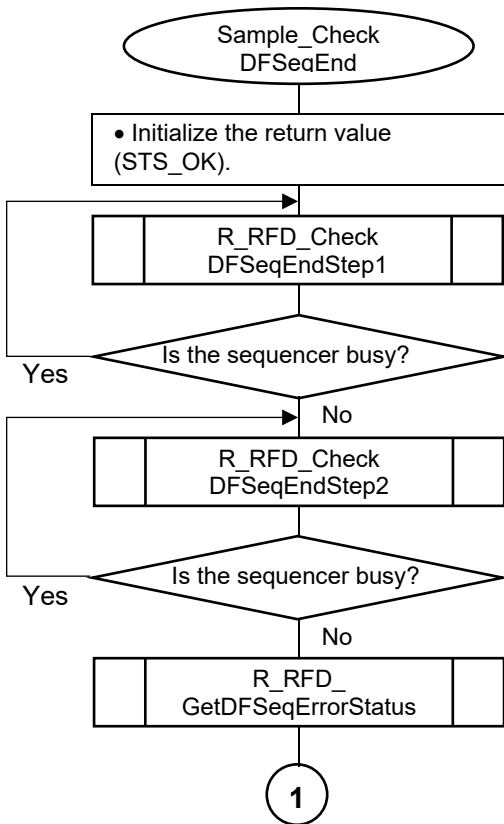 Sample_Check
DFSeqEnd
• Initialize the return value
(STS_OK).
R_RFD_Check
DFSeqEndStep1
Is the sequencer busy?
Yes
No
R_RFD_Check
DFSeqEndStep2
Is the sequencer busy?
Yes
No
R_RFD_
GetDFSeqErrorStatus
1